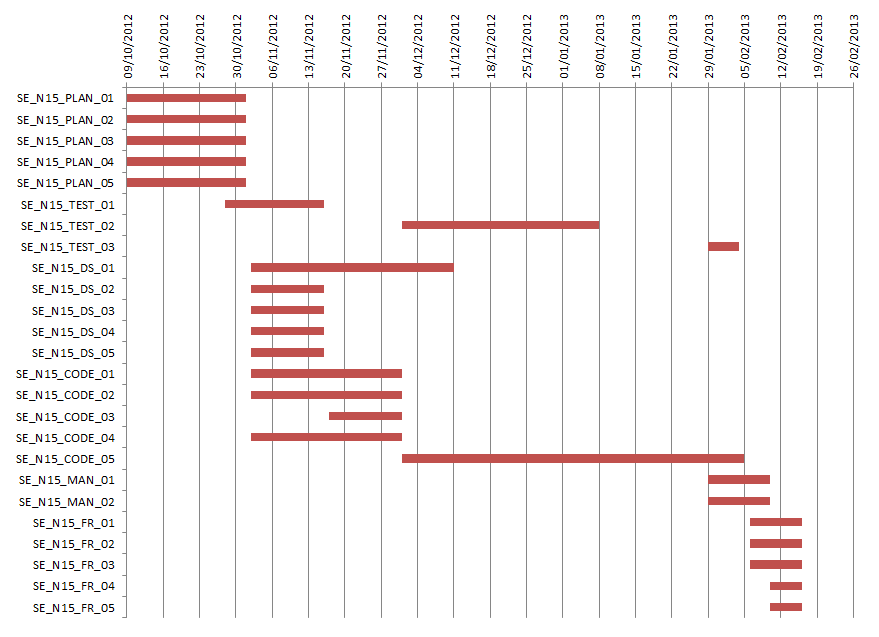 09/10/2012
16/10/2012
23/10/2012
30/10/2012
06/11/2012
13/11/2012
20/11/2012
27/11/2012
04/12/2012
11/12/2012
18/12/2012
25/12/2012
01/01/2013
08/01/2013
15/01/2013
22/01/2013
29/01/2013
05/02/2013
12/02/2013
19/02/2013
26/02/2013
SE_N15_PLAN_01
SE_N15_PLAN_02
SE_N15_PLAN_03
SE_N15_PLAN_04
SE_N15_PLAN_05
SE_N15_TEST_01
SE_N15_TEST_02
SE_N15_TEST_03
SE_N15_DS_01
SE_N15_DS_02
SE_N15_DS_03
SE_N15_DS_04
SE_N15_DS_05
SE_N15_CODE_01
SE_N15_CODE_02
SE_N15_CODE_03
SE_N15_CODE_04
SE_N15_CODE_05
SE_N15_MAN_01
SE_N15_MAN_02
SE_N15_FR_01
SE_N15_FR_02
SE_N15_FR_03
SE_N15_FR_04
SE_N15_FR_05